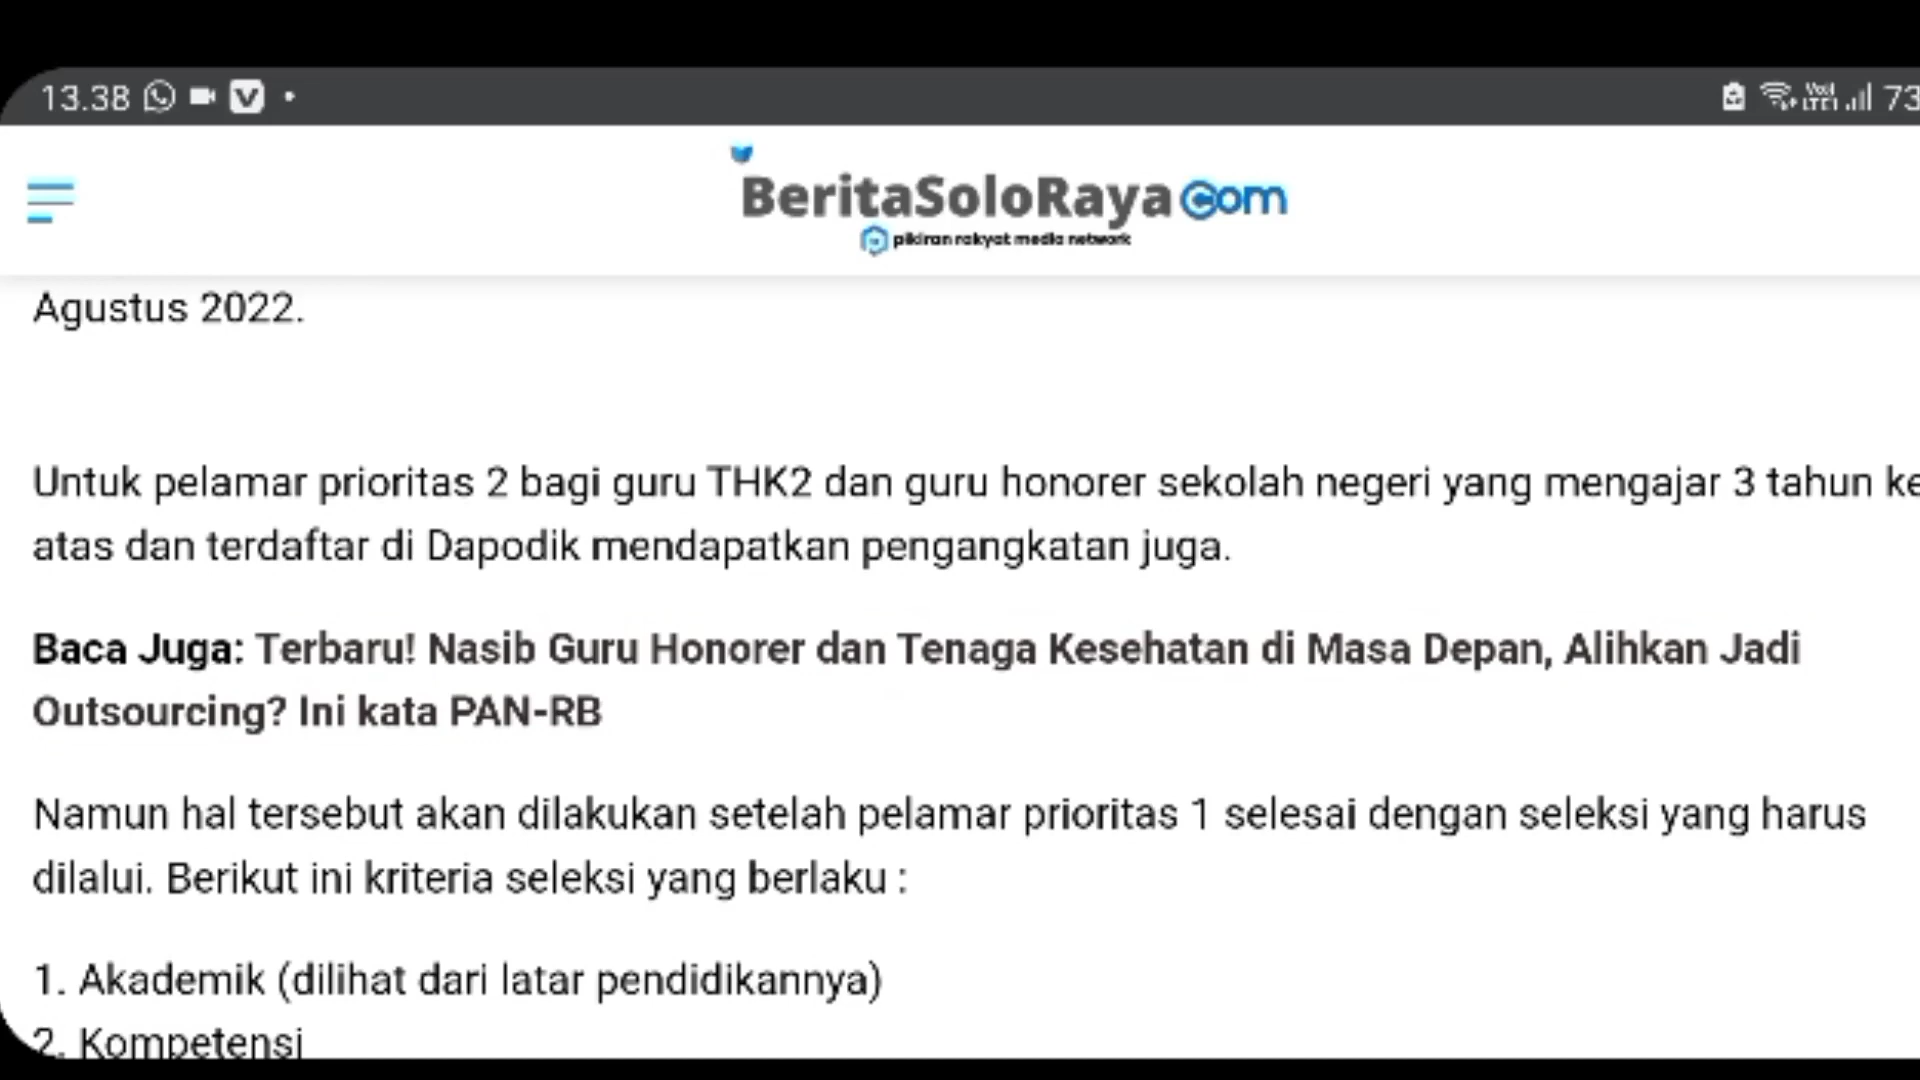 13.38
73
BeritaSoloRaya.com
pikiran rakyat media network
Agustus 2022.
Untuk pelamar prioritas 2 bagi guru THK2 dan guru honorer sekolah negeri yang mengajar 3 tahun ke
atas dan terdaftar di Dapodik mendapatkan pengangkatan juga.
Baca Juga: Terbaru! Nasib Guru Honorer dan Tenaga Kesehatan di Masa Depan, Alihkan Jadi
Outsourcing? Ini kata PAN-RB
Namun hal tersebut akan dilakukan setelah pelamar prioritas 1 selesai dengan seleksi yang harus
dilalui. Berikut ini kriteria seleksi yang berlaku :
1. Akademik (dilihat dari latar pendidikannya)
2. Kompetensi